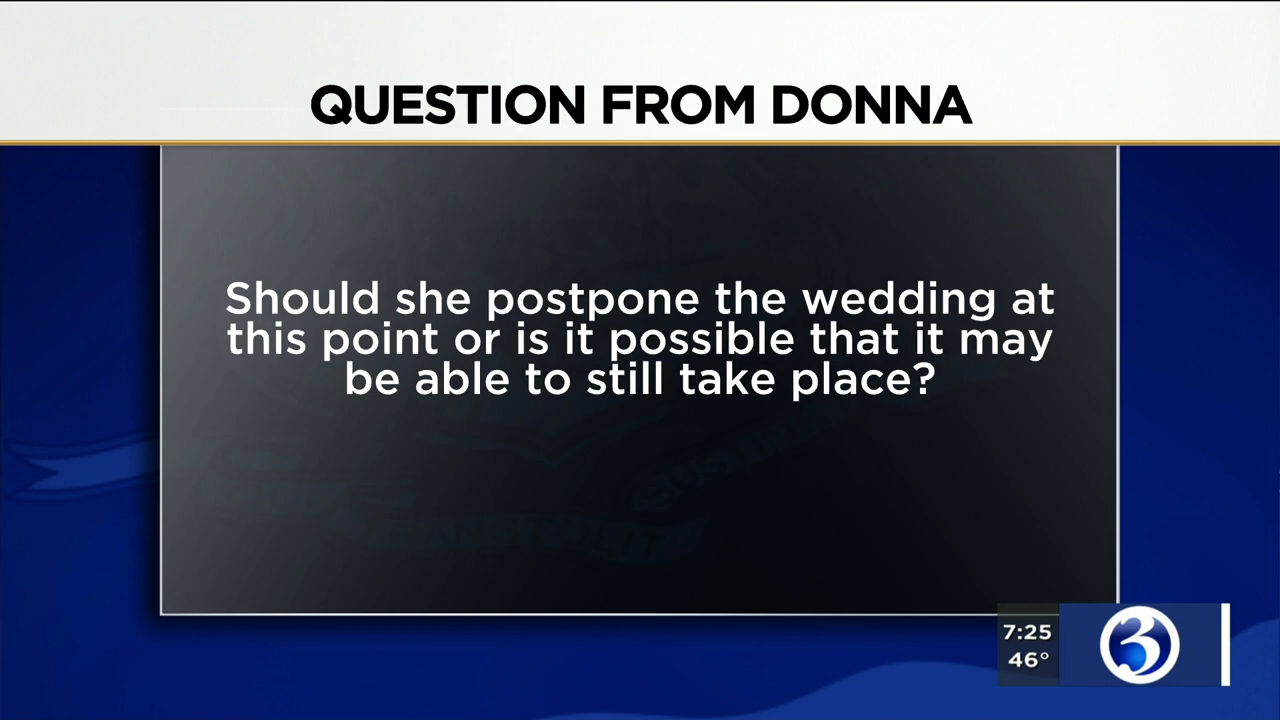 QUESTION FROM DONNA
Should she postpone the wedding at
this point or is it possible that it may
be able to still take place?
7:25
46°
3